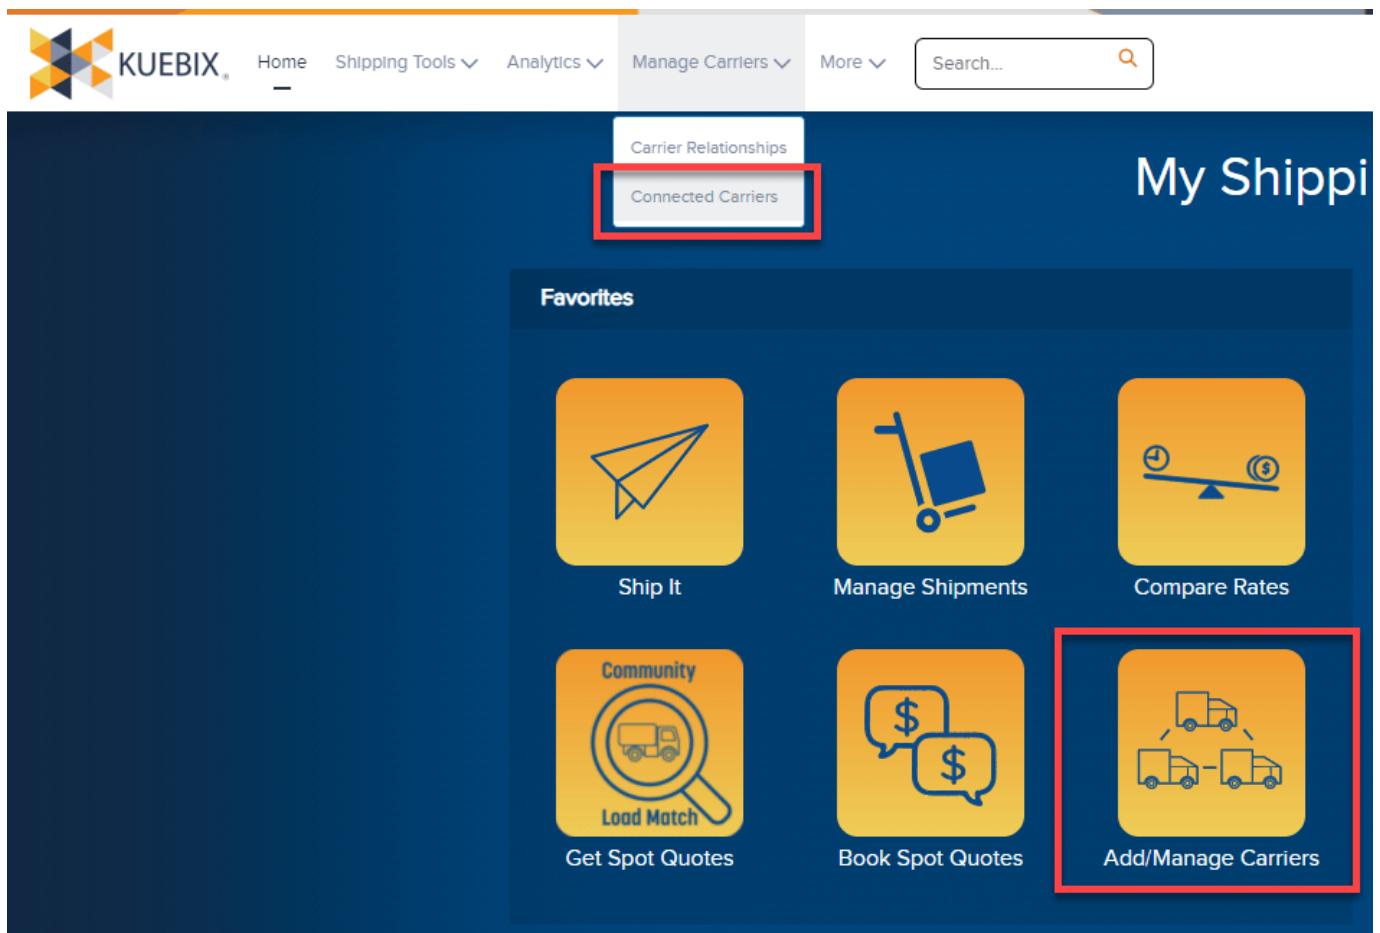 KUEBIX®
Home
Shipping Tools
Analytics
Manage Carriers
More
Search...
Carrier Relationships
Connected Carriers
My Shippi
Favorites
Ship It
Manage Shipments
Compare Rates
$
Community
Load Match
$
$
Get Spot Quotes
Book Spot Quotes
Add/Manage Carriers